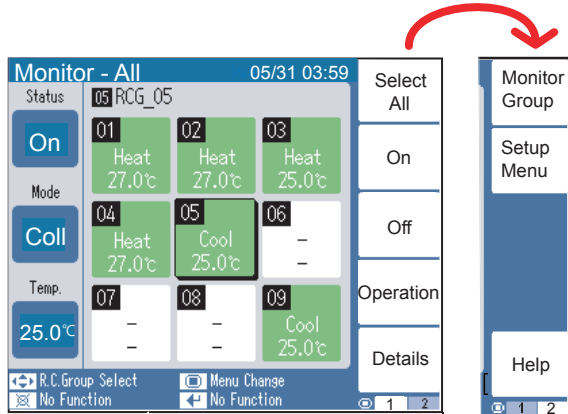 Monitor - All 05/31 03:59
Status
05 RCG_05
On
Mode
Coll
Temp.
25.0℃
01 02 03
Heat Heat Heat
27.0℃ 27.0℃ 25.0℃
04 05 06
Heat Cool –
27.0℃ 25.0℃ –
07 08 09
– – Cool
– – 25.0℃
R.C.Group Select Menu Change
No Function No Function
Select
All
On
Off
Operation
Details
1 2
Monitor
Group
Setup
Menu
Help
1 2